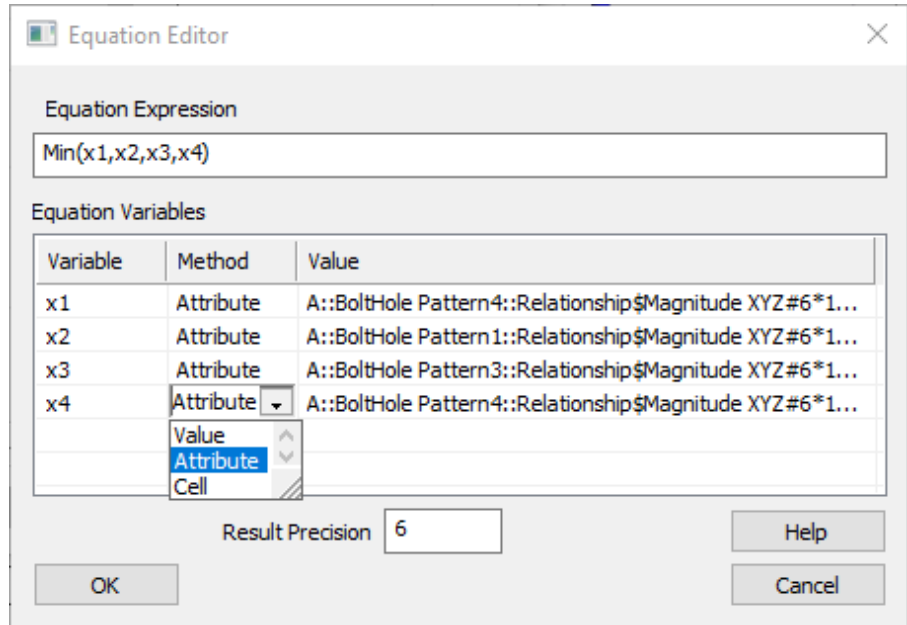 Equation Editor
Equation Expression
Min(x1,x2,x3,x4)
Equation Variables
Variable Method Value
x1 Attribute A::BoltHole Pattern4::Relationship$Magnitude XYZ#6*1...
x2 Attribute A::BoltHole Pattern1::Relationship$Magnitude XYZ#6*1...
x3 Attribute A::BoltHole Pattern3::Relationship$Magnitude XYZ#6*1...
x4 Attribute A::BoltHole Pattern4::Relationship$Magnitude XYZ#6*1...
Value
Attribute
Cell
Result Precision 6 Help
OK Cancel